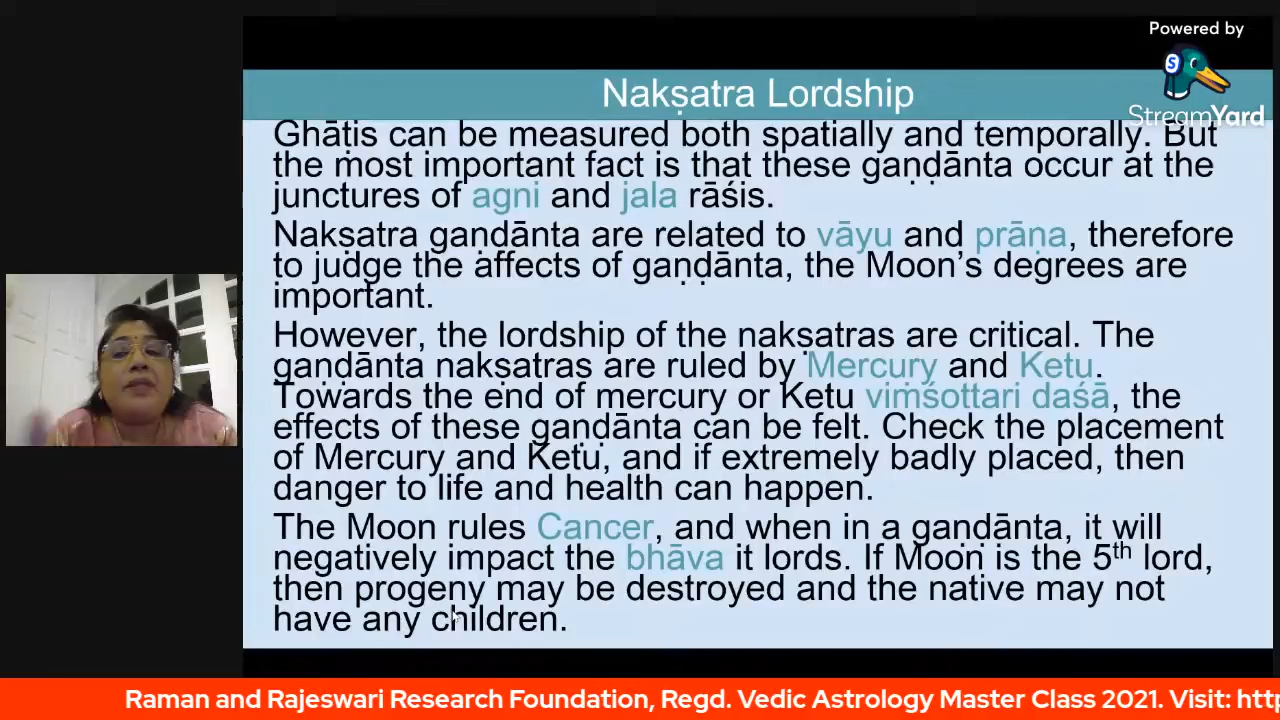 Powered by
StreamYard
Nakṣatra Lordship
Ghāṭis can be measured both spatially and temporally. But
the most important fact is that these gaṇḍānta occur at the
junctures of agni and jala rāśis.
Nakṣatra gaṇḍānta are related to vāyu and prāṇa, therefore
to judge the affects of gaṇḍānta, the Moon’s degrees are
important.
However, the lordship of the nakṣatras are critical. The
gaṇḍānta nakṣatras are ruled by Mercury and Ketu.
Towards the end of mercury or Ketu viṁśottari daśā, the
effects of these gaṇḍānta can be felt. Check the placement
of Mercury and Ketu, and if extremely badly placed, then
danger to life and health can happen.
The Moon rules Cancer, and when in a gaṇḍānta, it will
negatively impact the bhāva it lords. If Moon is the 5th lord,
then progeny may be destroyed and the native may not
have any children.
Raman and Rajeswari Research Foundation, Regd. Vedic Astrology Master Class 2021. Visit: htt